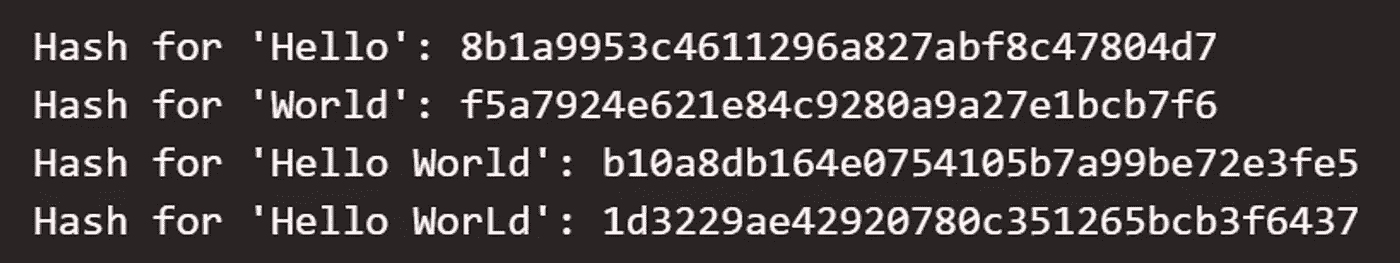 Hash for 'Hello': 8b1a9953c4611296a827abf8c47804d7
Hash for 'World': f5a7924e621e84c9280a9a27e1bcb7f6
Hash for 'Hello World': b10a8db164e0754105b7a99be72e3fe5
Hash for 'Hello WorLd': 1d3229ae42920780c351265bcb3f6437